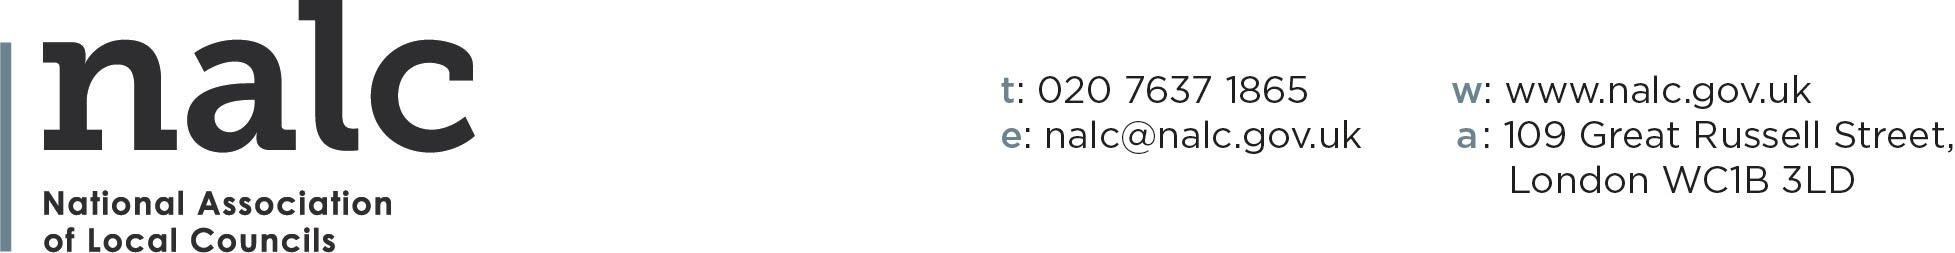 nalc
National Association
of Local Councils
t: 020 7637 1865
e: nalc@nalc.gov.uk
w: www.nalc.gov.uk
a: 109 Great Russell Street,
London WC1B 3LD